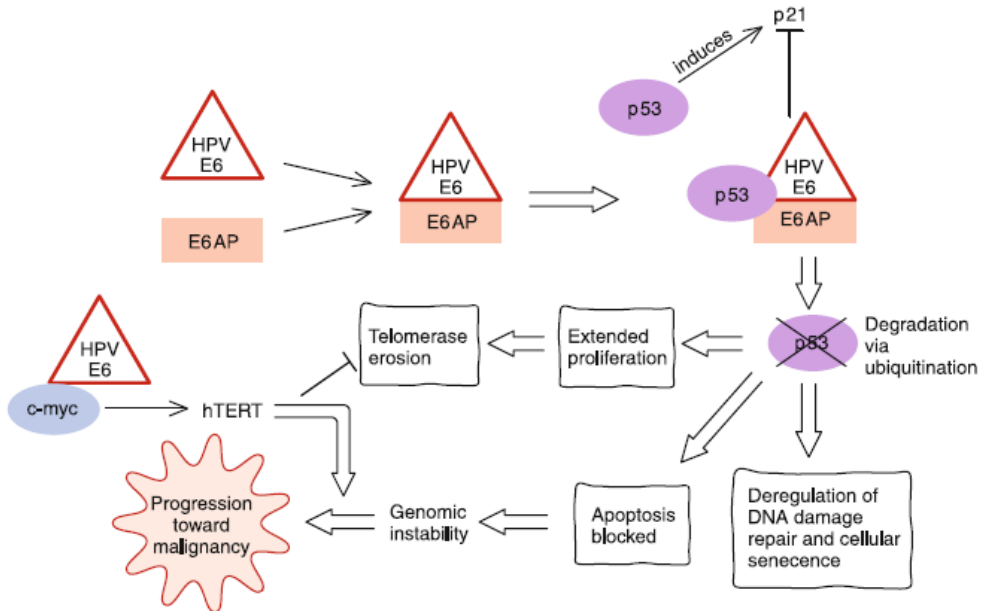 p21
induces
p53
HPV
E6
HPV
E6
HPV
E6
p53
E6AP
E6AP
E6AP
HPV
E6
c-myc
hTERT
Telomerase
erosion
Extended
proliferation
p53
Degradation
via
ubiquitination
Progression
toward
malignancy
Genomic
instability
Apoptosis
blocked
Deregulation of
DNA damage
repair and cellular
senecence